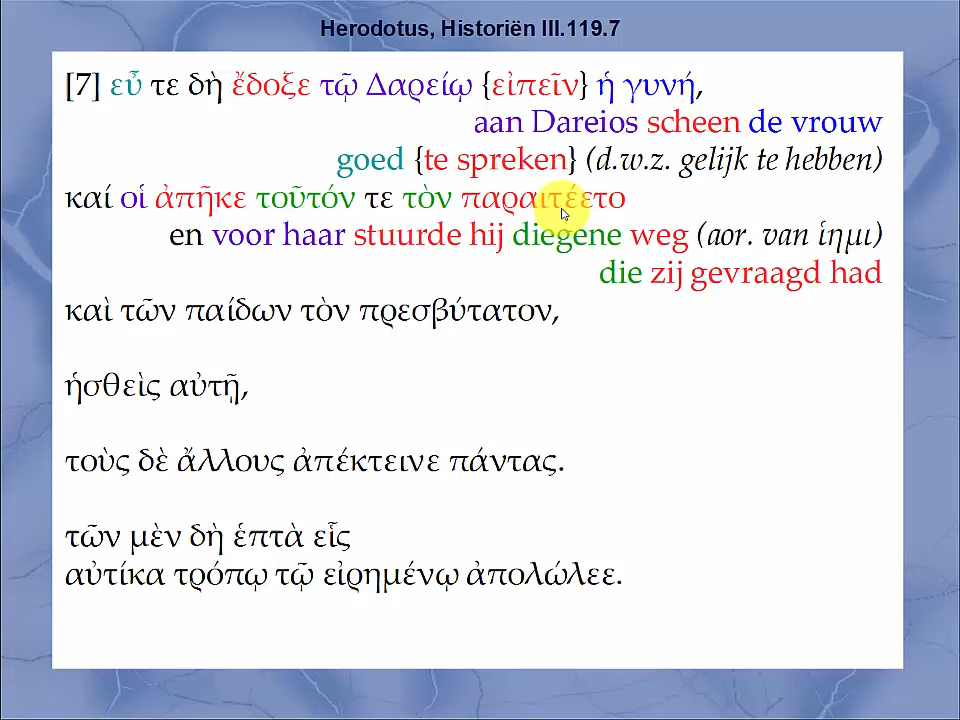 Herodotus, Historiën III.119.7
[7] εὖ τε δὴ ἔδοξε τῷ Δαρείῳ {εἰπεῖν} ἡ γυνή,
aan Dareios scheen de vrouw
goed {te spreken} (d.w.z. gelijk te hebben)
καί οἱ ἀπῆκε τοῦτόν τε τὸν παραιτέετο
en voor haar stuurde hij diegene weg (aor. van ἱημι)
die zij gevraagd had
καὶ τῶν παίδων τὸν πρεσβύτατον,
ἡσθεὶς αὐτῇ,
τοὺς δὲ ἄλλους ἀπέκτεινε πάντας.
τῶν μὲν δὴ ἑπτὰ εἷς
αὐτίκα τρόπῳ τῷ εἰρημένῳ ἀπολώλεε.